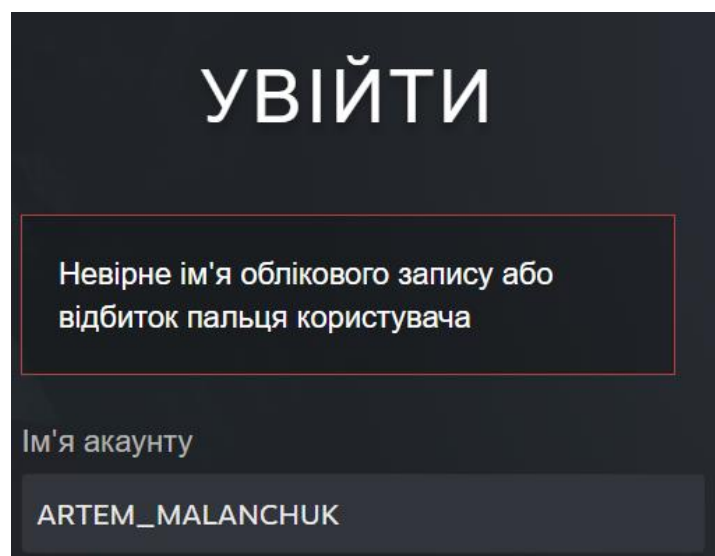 УВІЙТИ
Невірне ім'я облікового запису або
відбиток пальця користувача
Ім'я акаунту
ARTEM_MALANCHUK